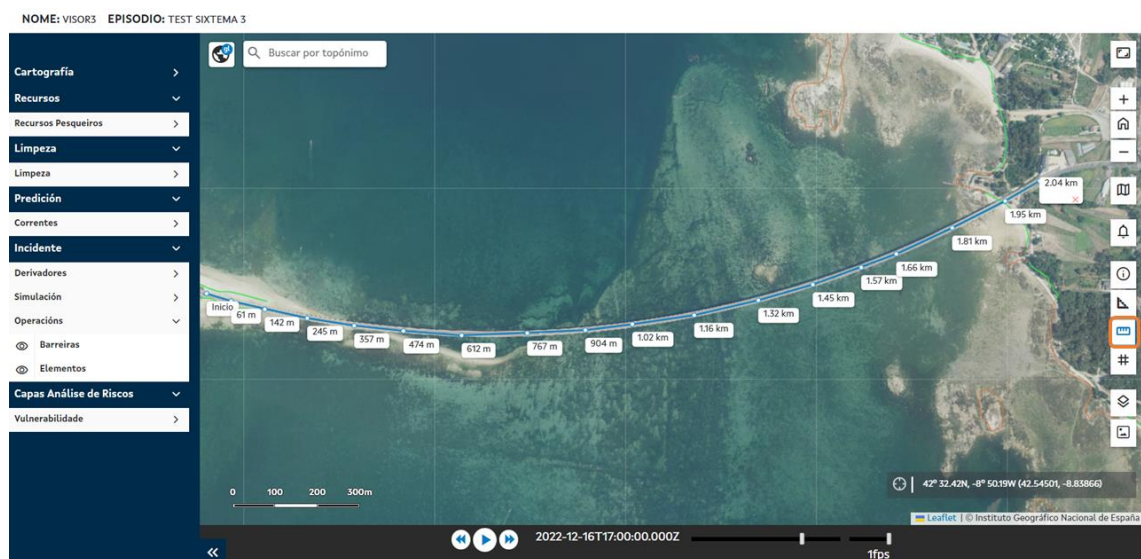 NOME: VISOR3 EPISODIO: TEST SIXTEMA 3
Buscar por topónimo
gl
Cartografía
Recursos
Recursos Pesqueiros
Limpeza
Limpeza
Predición
Correntes
Incidente
Derivadores
Simulación
Operacións
Barreiras
Elementos
Capas Análise de Riscos
Vulnerabilidade
Inicio
61 m
142 m
245 m
357 m
474 m
612 m
767 m
904 m
1.02 km
1.16 km
1.32 km
1.45 km
1.57 km
1.66 km
1.81 km
1.95 km
2.04 km
0 100 200 300m
42º 32.42N, -8º 50.19W (42.54501, -8.83866)
Leaflet | © Instituto Geográfico Nacional de España
2022-12-16T17:00:00.000Z
1fps